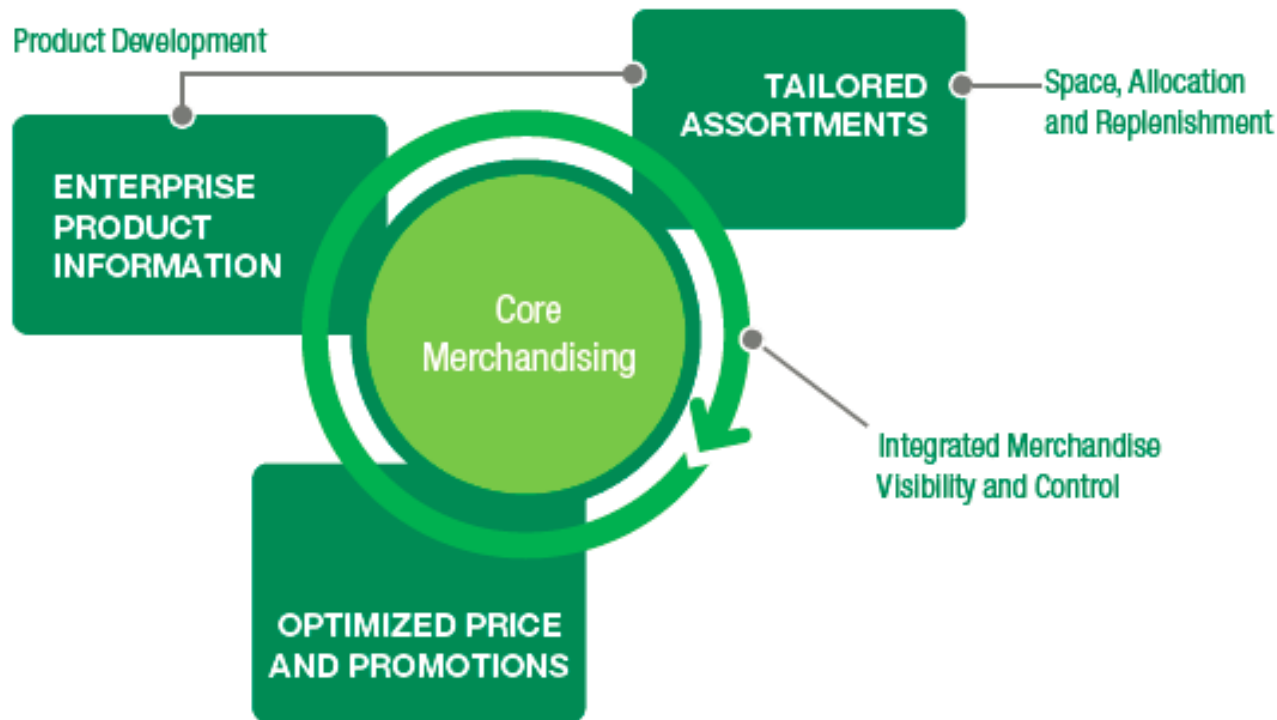 Product Development
TAILORED
ASSORTMENTS
Space, Allocation
and Replenishment
ENTERPRISE
PRODUCT
INFORMATION
Core
Merchandising
Integrated Merchandise
Visibility and Control
OPTIMIZED PRICE
AND PROMOTIONS